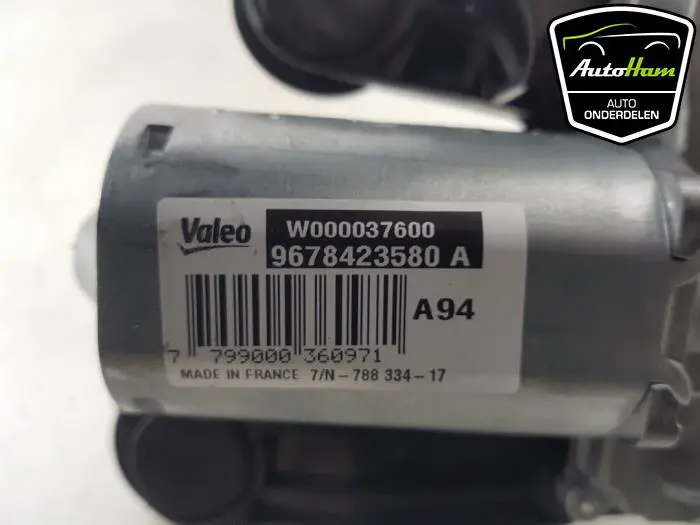 AutoHam
AUTO
ONDERDELEN
Valeo
W000037600
9678423580 A
A94
7 799000 360971
MADE IN FRANCE 7/N-788 334-17